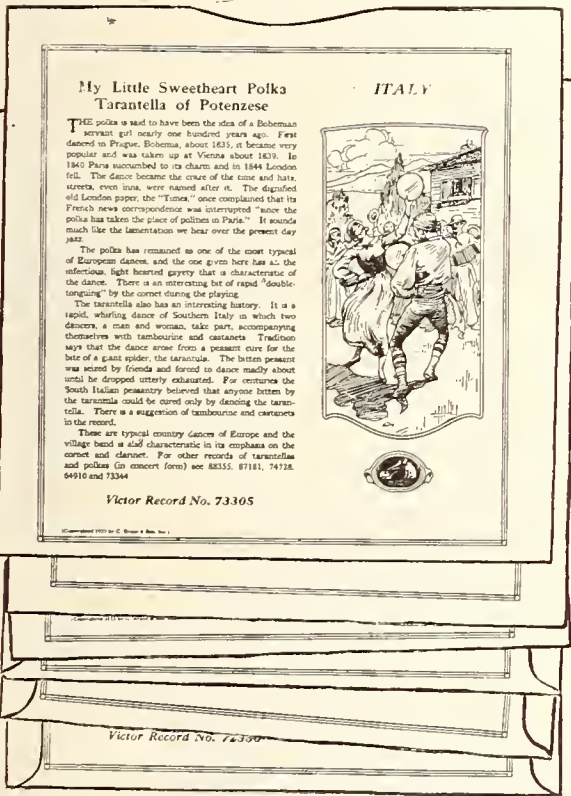 My Little Sweetheart Polka
Tarantella of Potenzese
THE polka is said to have been the idea of a Bohemian
servant girl nearly one hundred years ago. First
danced in Prague, Bohemia, about 1835, it became very
popular and was taken up at Vienna about 1839. In
1840 Paris succumbed to its charm and in 1844 London
fell. The dance became the craze of the time and hats,
streets, even inns, were named after it. The dignified
old London paper, the "Times," once complained that its
French news correspondence was interrupted "since the
polka has taken the place of politics in Paris." It sounds
much like the lamentation we hear over the present day
jazz.
The polka has remained as one of the most typical
of European dances, and the one given here has all the
infectious, light hearted gayety that is characteristic of
the dance. There is an interesting bit of rapid "double-
tonguing" by the cornet during the playing.
The tarantella also has an interesting history. It is a
rapid, whirling dance of Southern Italy in which two
dancers, a man and woman, take part, accompanying
themselves with tambourine and castanets. Tradition
says that the dance arose from a peasant cure for the
bite of a giant spider, the tarantula. The bitten peasant
was seized by friends and forced to dance madly about
until he dropped utterly exhausted. For centuries the
South Italian peasantry believed that anyone bitten by
the tarantula could be cured only by dancing the taran-
tella. There is a suggestion of tambourine and castanets
in the record.
These are typical country dances of Europe and the
village band is also characteristic in its emphasis on the
cornet and clarinet. For other records of tarantellas
and polkas (in concert form) see 88355, 87181, 74728,
64910 and 73344
Victor Record No. 73305
ITALY
Victor Record No.